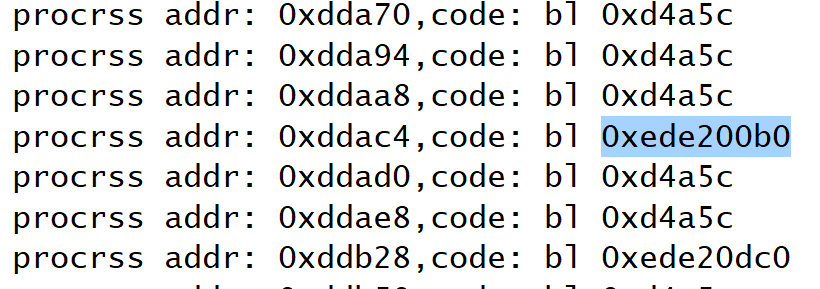 procrss addr: 0xdda70,code: bl 0xd4a5c
procrss addr: 0xdda94,code: bl 0xd4a5c
procrss addr: 0xddaa8,code: bl 0xd4a5c
procrss addr: 0xddac4,code: bl 0xede200b0
procrss addr: 0xddad0,code: bl 0xd4a5c
procrss addr: 0xddae8,code: bl 0xd4a5c
procrss addr: 0xddb28,code: bl 0xede20dc0